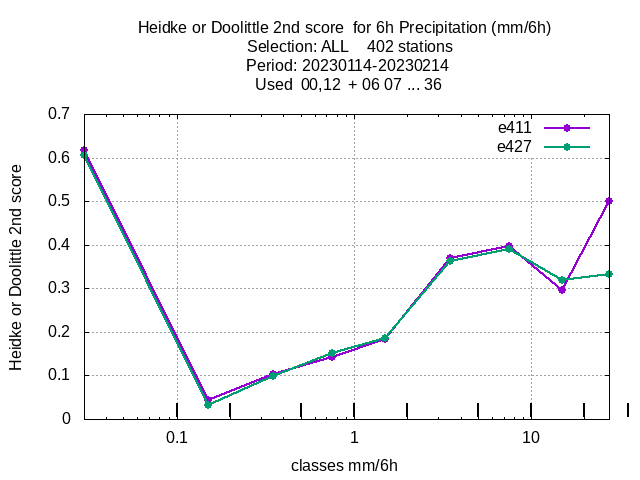 Heidke or Doolittle 2nd score  for 6h Precipitation (mm/6h)
Selection: ALL    402 stations
Period: 20230114-20230214
Used  00,12  + 06 07 ... 36
e411
e427
0.7
0.6
0.5
0.4
0.3
0.2
0.1
0
Heidke or Doolittle 2nd score
0.1 1 10
classes mm/6h